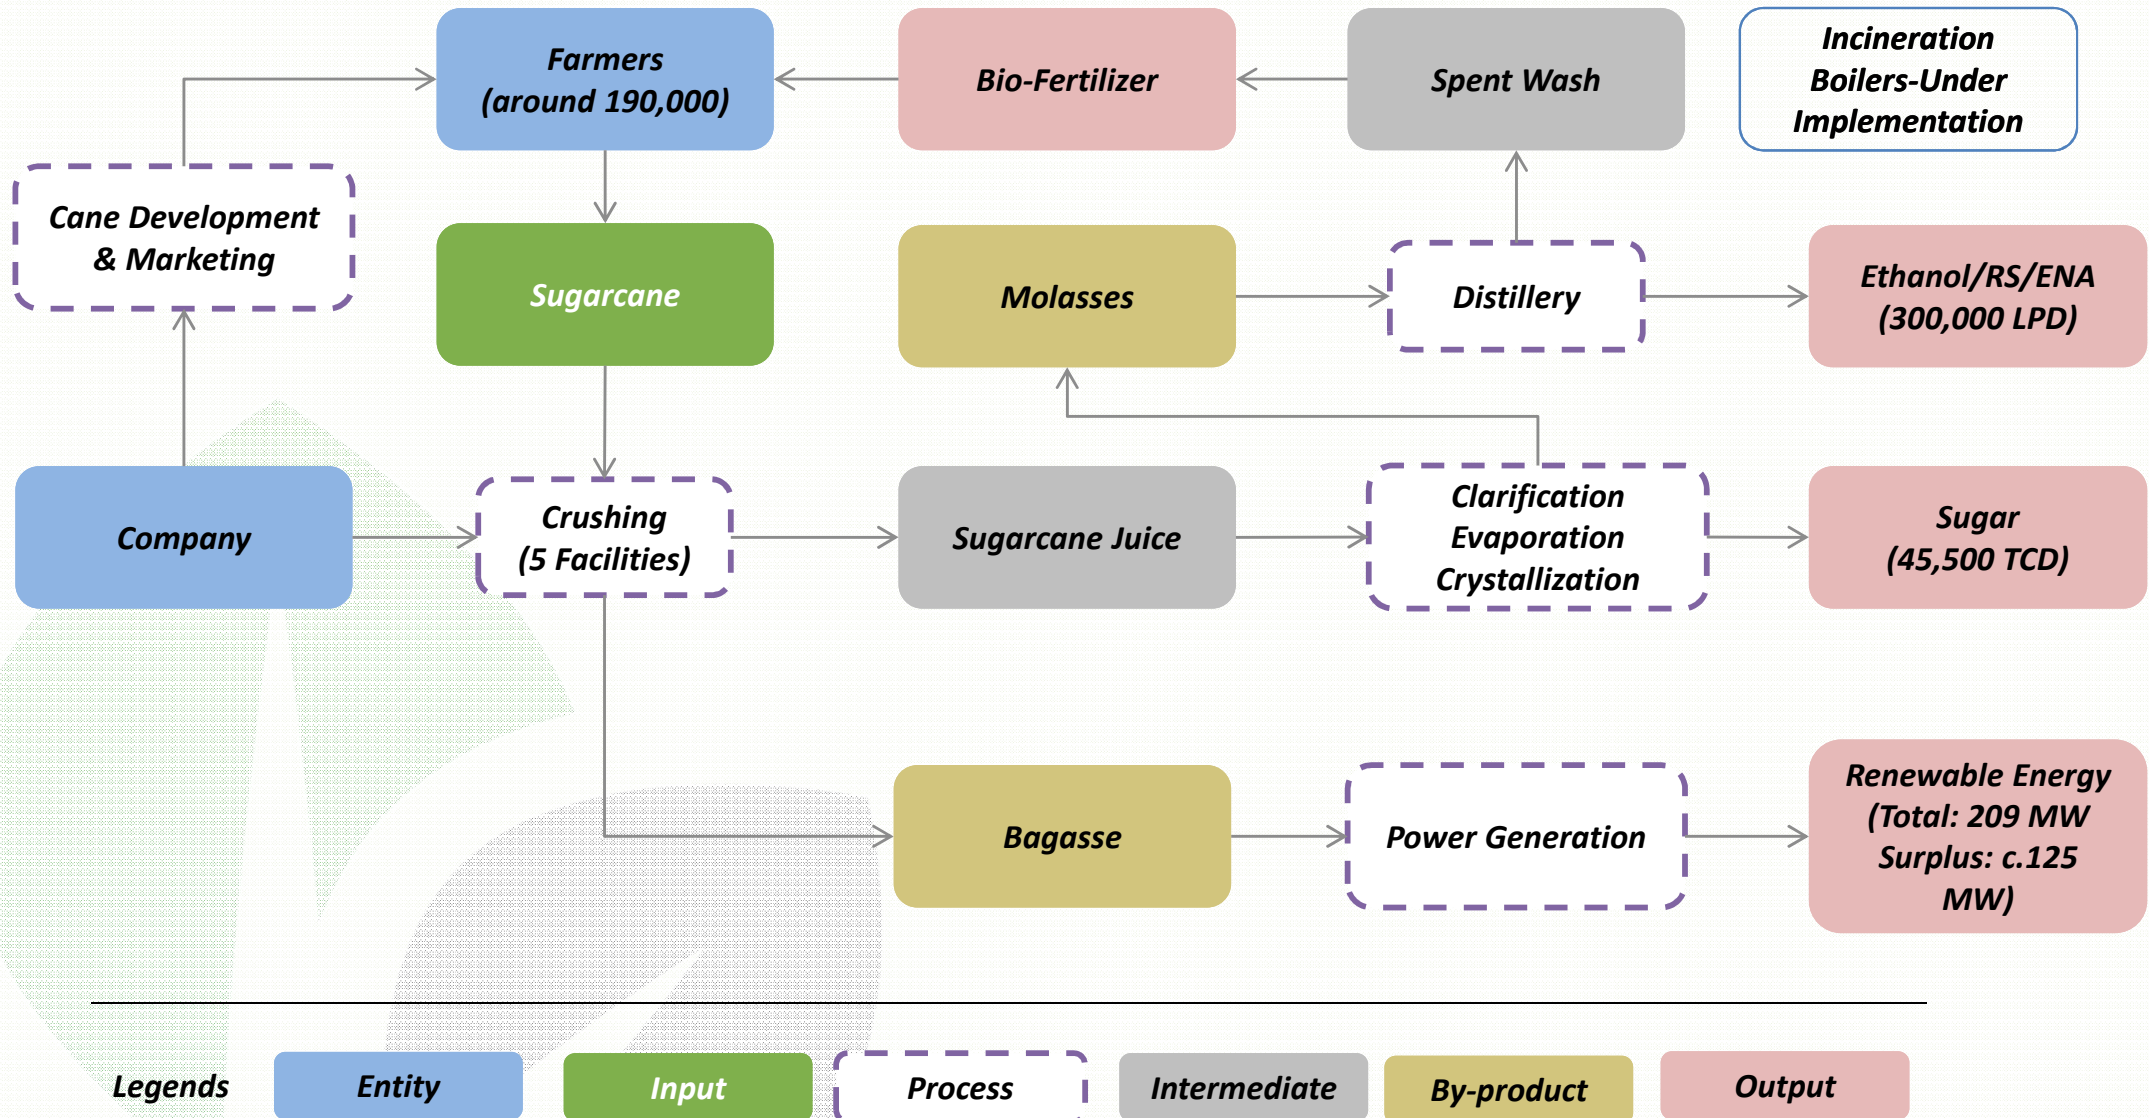 Farmers
(around 190,000)
Bio-Fertilizer
Spent Wash
Incineration
Boilers-Under
Implementation
Cane Development
& Marketing
Sugarcane
Molasses
Distillery
Ethanol/RS/ENA
(300,000 LPD)
Company
Crushing
(5 Facilities)
Sugarcane Juice
Clarification
Evaporation
Crystallization
Sugar
(45,500 TCD)
Bagasse
Power Generation
Renewable Energy
(Total: 209 MW
Surplus: c.125
MW)
Legends
Entity
Input
Process
Intermediate
By-product
Output